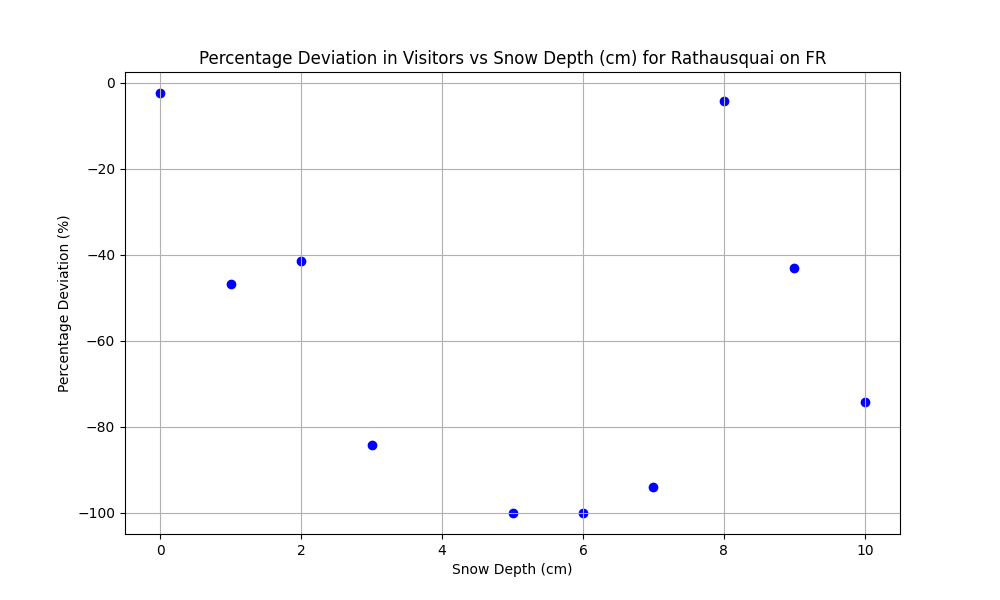 Percentage Deviation in Visitors vs Snow Depth (cm) for Rathausquai on FR
Percentage Deviation (%)
0
−20
−40
−60
−80
−100
0 2 4 6 8 10
Snow Depth (cm)